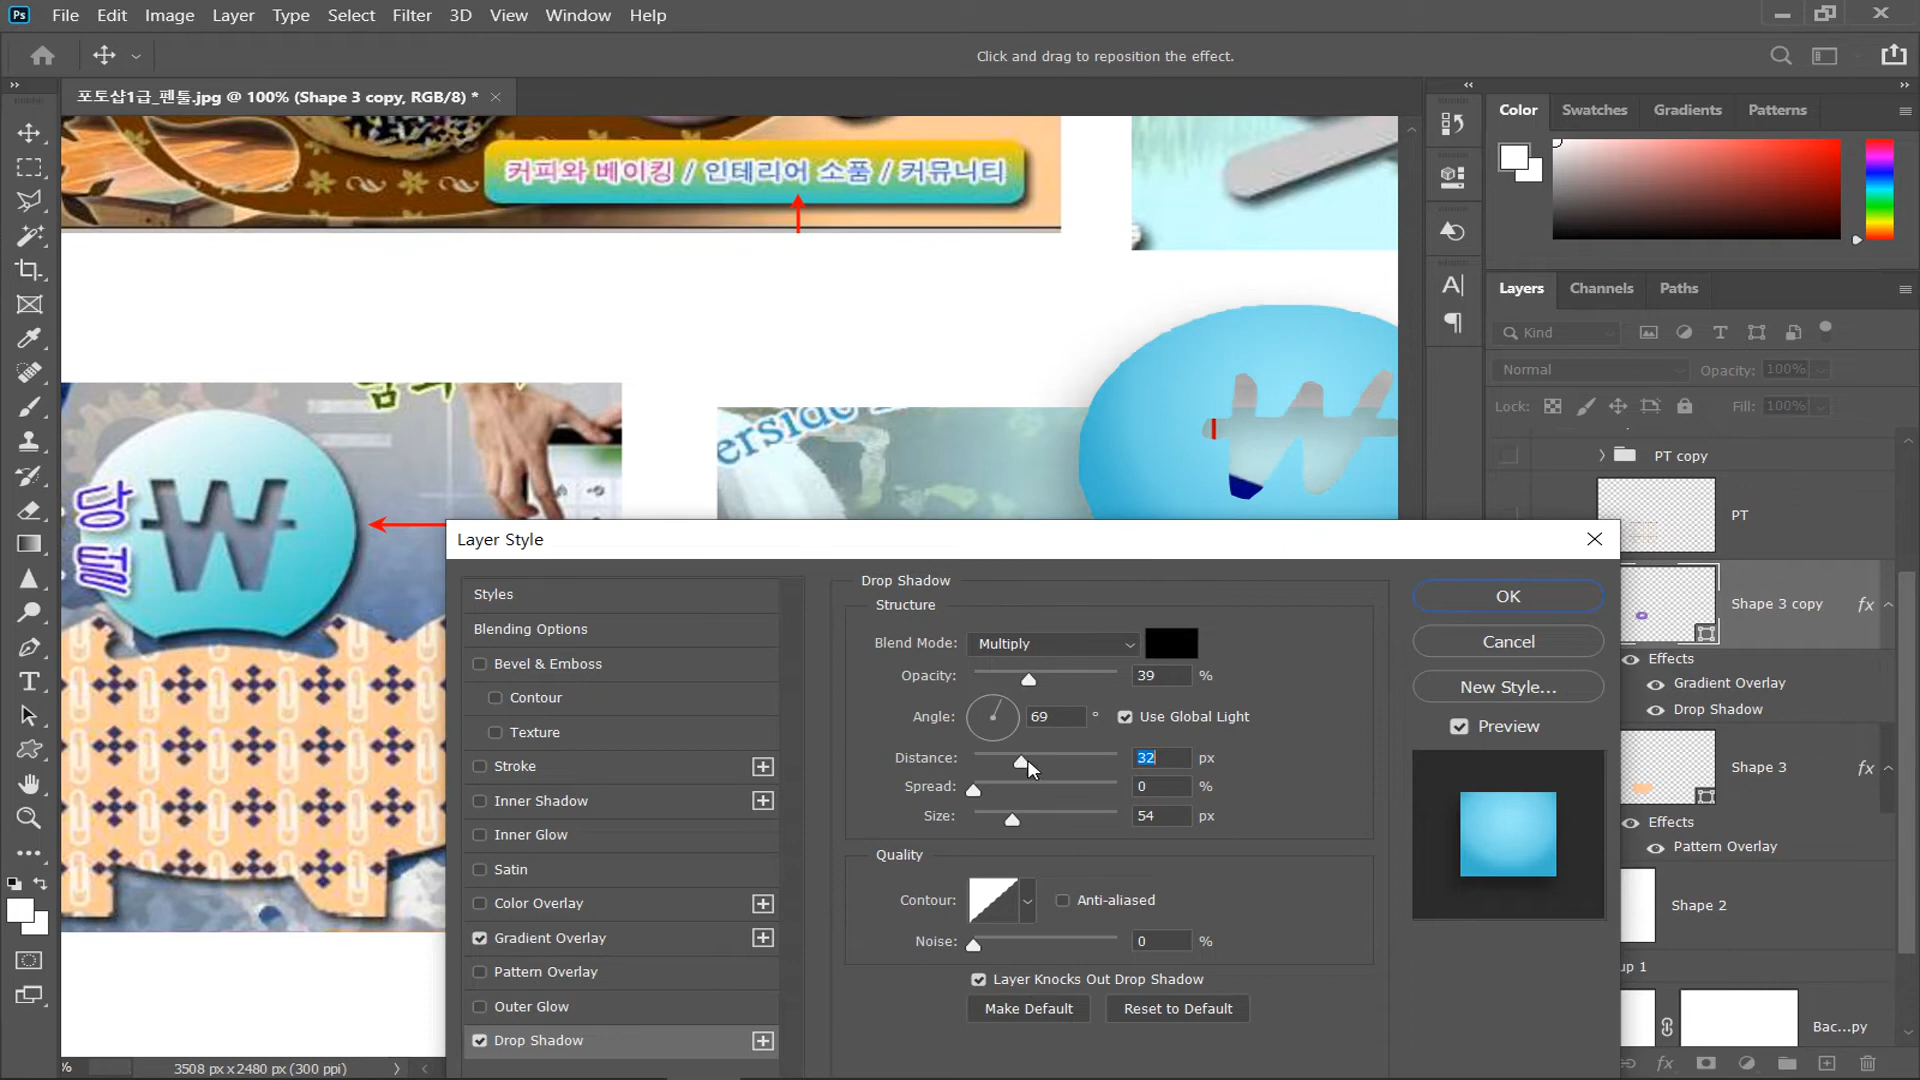 File Edit Image Layer Type Select Filter 3D View Window Help
Click and drag to reposition the effect.
포토샵1급_펜툴.jpg @ 100% (Shape 3 copy, RGB/8) *
커피와 베이킹 / 인테리어 소품 / 커뮤니티
당
털
erside
Color Swatches Gradients Patterns
Layers Channels Paths
Kind
Normal Opacity: 100%
Lock: Fill: 100%
PT copy
PT
Shape 3 copy fx
Effects
Gradient Overlay
Drop Shadow
Shape 3 fx
Effects
Pattern Overlay
Shape 2
up 1
Bac...py
Layer Style
Styles
Blending Options
Bevel & Emboss
Contour
Texture
Stroke
Inner Shadow
Inner Glow
Satin
Color Overlay
Gradient Overlay
Pattern Overlay
Outer Glow
Drop Shadow
Drop Shadow
Structure
Blend Mode: Multiply
Opacity: 39 %
Angle: 69 ° Use Global Light
Distance: 32 px
Spread: 0 %
Size: 54 px
Quality
Contour: Anti-aliased
Noise: 0 %
Layer Knocks Out Drop Shadow
Make Default Reset to Default
OK
Cancel
New Style...
Preview
% 3508 px x 2480 px (300 ppi)